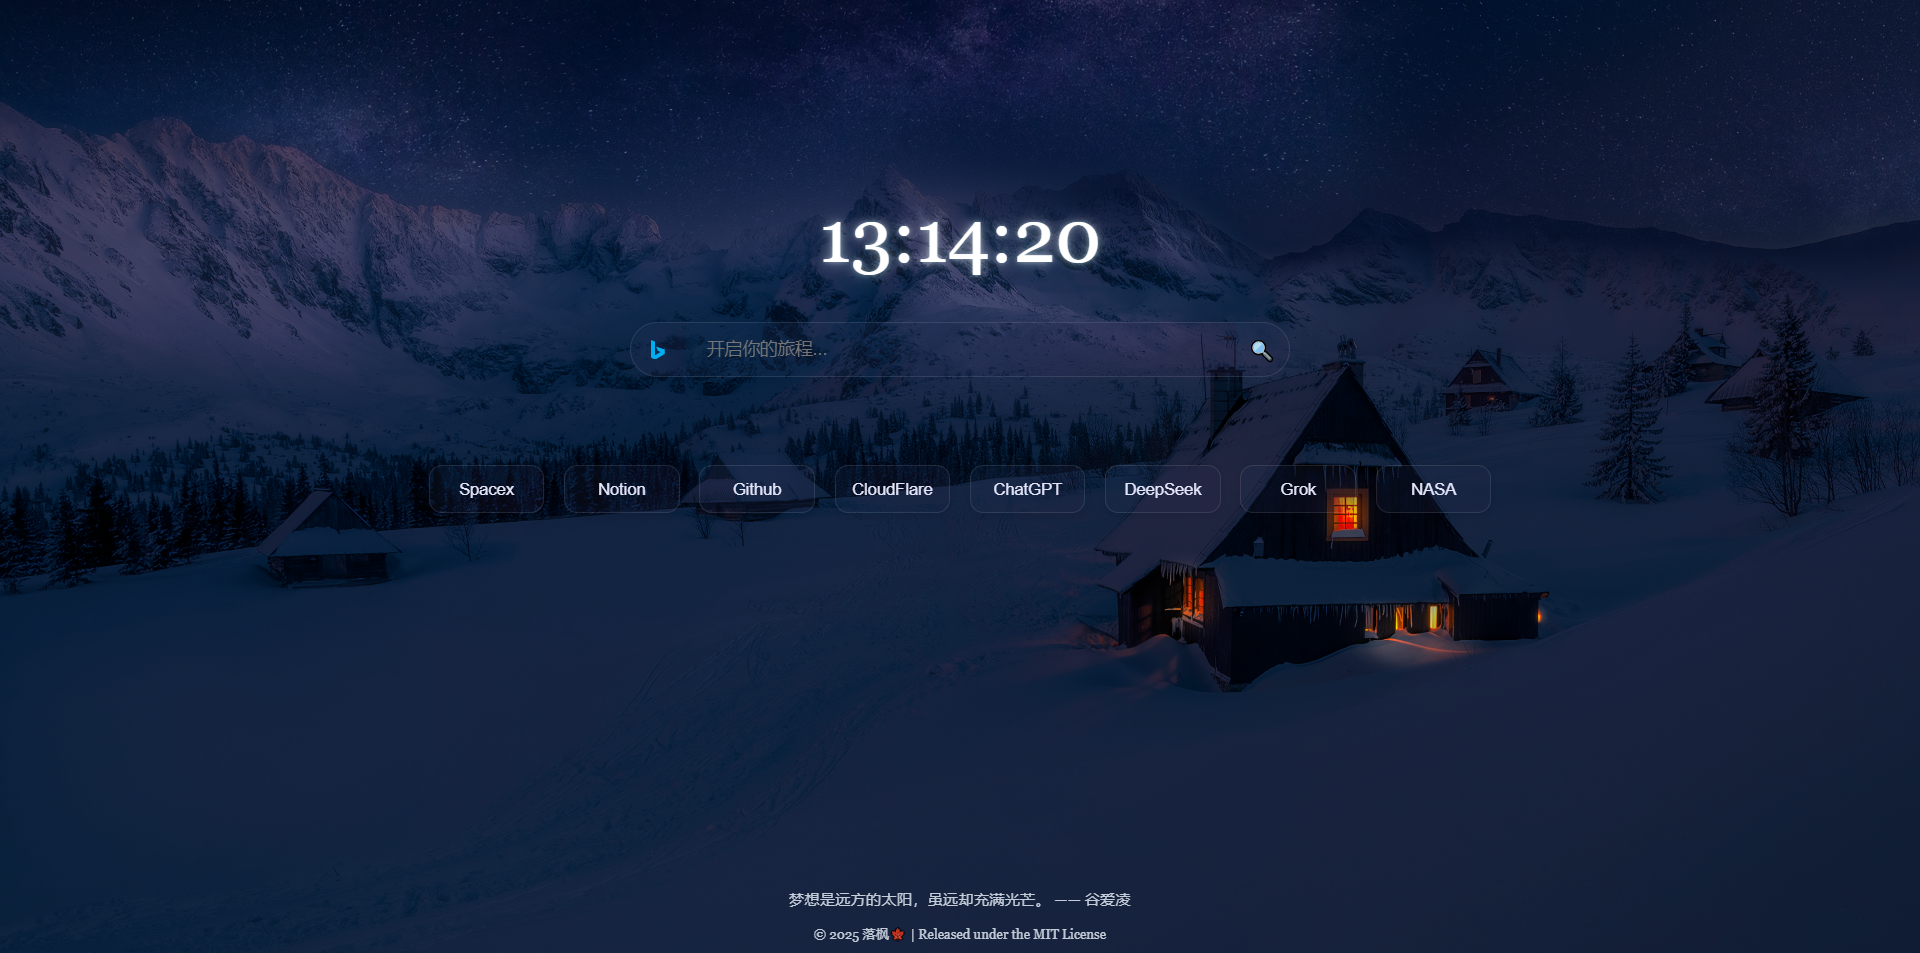 13:14:20
开启你的旅程...
Spacex Notion Github CloudFlare ChatGPT DeepSeek Grok NASA
梦想是远方的太阳，虽远却充满光芒。 —— 谷爱凌
© 2025 落枫🍁 | Released under the MIT License